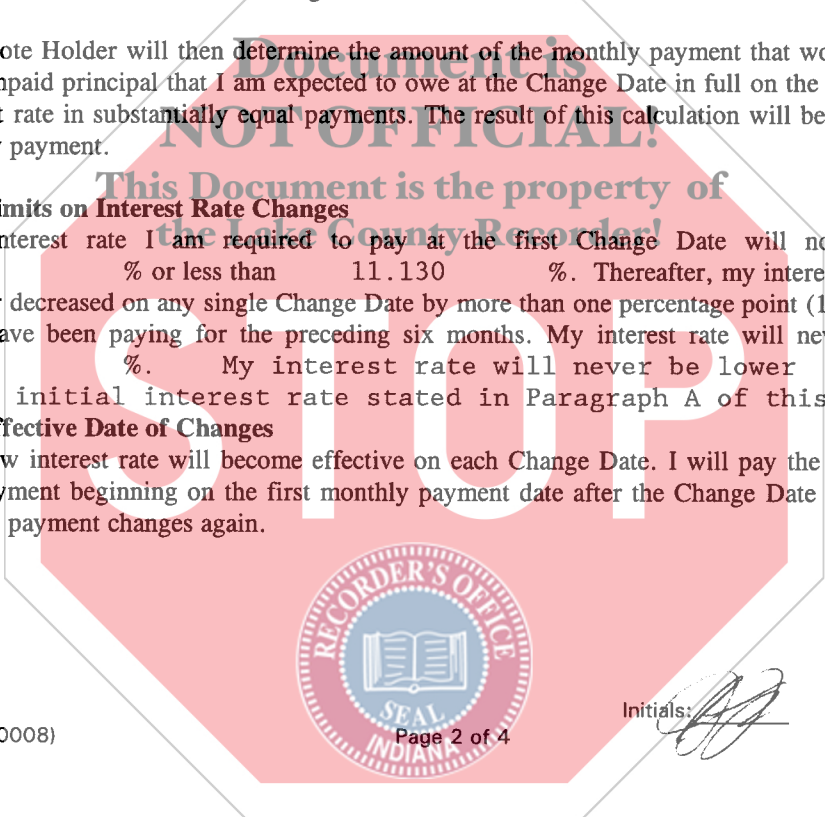 ote Holder will then determine the amount of the monthly payment that wo
npaid principal that I am expected to owe at the Change Date in full on the
t rate in substantially equal payments. The result of this calculation will be
payment.
Document is
NOT OFFICIAL!
This Document is the property of
the Lake County Recorder!
imits on Interest Rate Changes
nterest rate I am required to pay at the first Change Date will no
% or less than 11.130 %. Thereafter, my intere
decreased on any single Change Date by more than one percentage point (1
ave been paying for the preceding six months. My interest rate will nev
%. My interest rate will never be lower
initial interest rate stated in Paragraph A of this
ffective Date of Changes
w interest rate will become effective on each Change Date. I will pay the
yment beginning on the first monthly payment date after the Change Date
payment changes again.
STOP
RECORDER'S OFFICE
SEAL
INDIANA
Initials:
0008)
Page 2 of 4